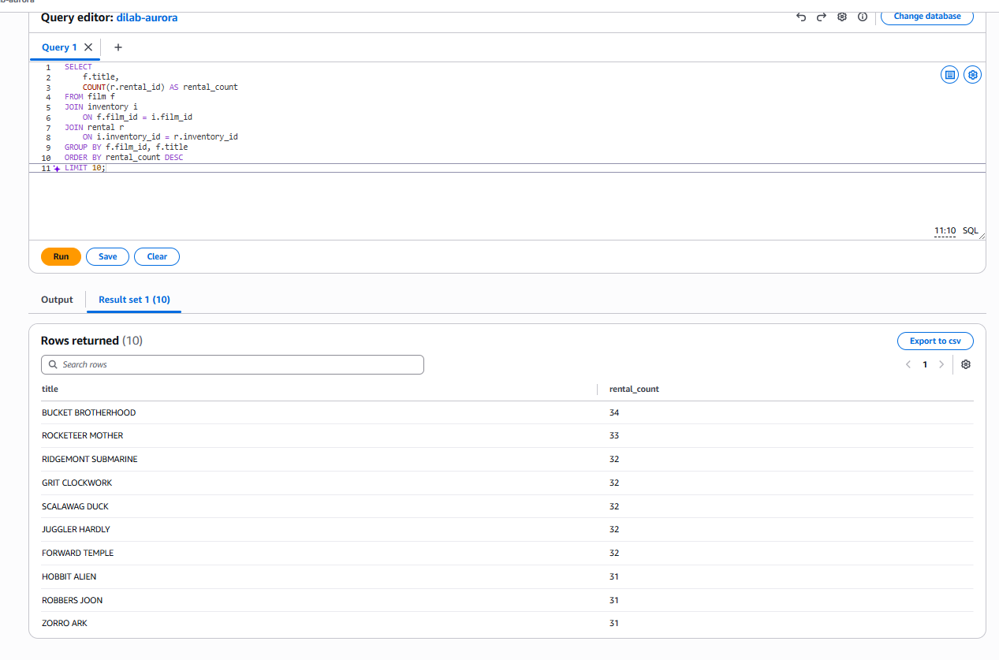 Query editor: dilab-aurora
Change database
Query 1
1 SELECT
2 f.title,
3 COUNT(r.rental_id) AS rental_count
4 FROM film f
5 JOIN inventory i
6 ON f.film_id = i.film_id
7 JOIN rental r
8 ON i.inventory_id = r.inventory_id
9 GROUP BY f.film_id, f.title
10 ORDER BY rental_count DESC
11 LIMIT 10;
11:10 SQL
Run Save Clear
Output Result set 1 (10)
Rows returned (10)
Export to csv
Search rows
1
title rental_count
BUCKET BROTHERHOOD 34
ROCKETEER MOTHER 33
RIDGEMONT SUBMARINE 32
GRIT CLOCKWORK 32
SCALAWAG DUCK 32
JUGGLER HARDLY 32
FORWARD TEMPLE 32
HOBBIT ALIEN 31
ROBBERS JOON 31
ZORRO ARK 31